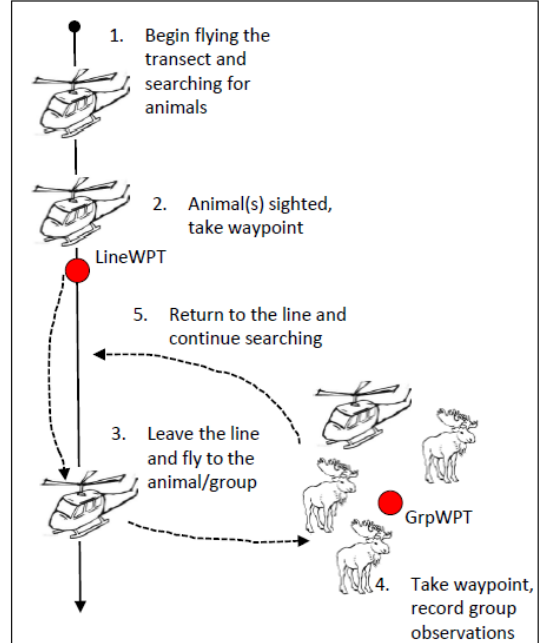 1. Begin flying the
transect and
searching for
animals
2. Animal(s) sighted,
take waypoint
LineWPT
5. Return to the line and
continue searching
3. Leave the line
and fly to the
animal/group
GrpWPT
4. Take waypoint,
record group
observations